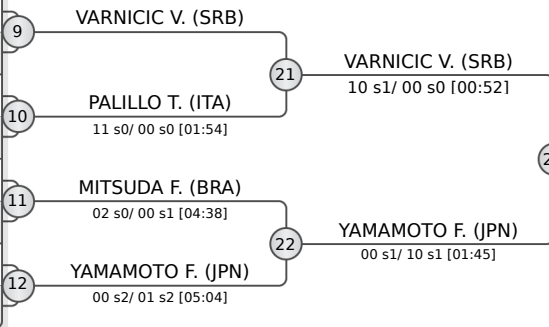 9
VARNICIC V. (SRB)
21
VARNICIC V. (SRB)
10 s1/ 00 s0 [00:52]
10
PALILLO T. (ITA)
11 s0/ 00 s0 [01:54]
11
MITSUDA F. (BRA)
02 s0/ 00 s1 [04:38]
22
YAMAMOTO F. (JPN)
00 s1/ 10 s1 [01:45]
12
YAMAMOTO F. (JPN)
00 s2/ 01 s2 [05:04]